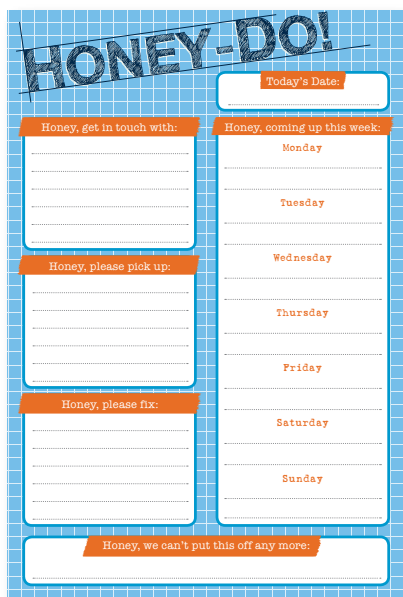 HONEY-DO!
Today's Date:
Honey, get in touch with:
Honey, please pick up:
Honey, please fix:
Honey, coming up this week:
Monday
Tuesday
Wednesday
Thursday
Friday
Saturday
Sunday
Honey, we can't put this off any more: